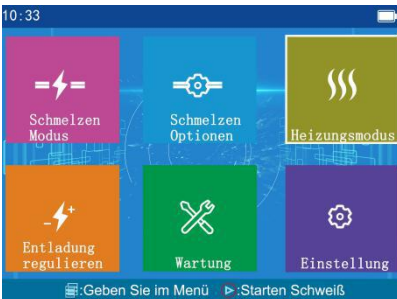 10:33
Schmelzen
Modus
Schmelzen
Optionen
Heizungsmodus
Entladung
regulieren
Wartung
Einstellung
:Geben Sie im Menü :Starten Schweiß